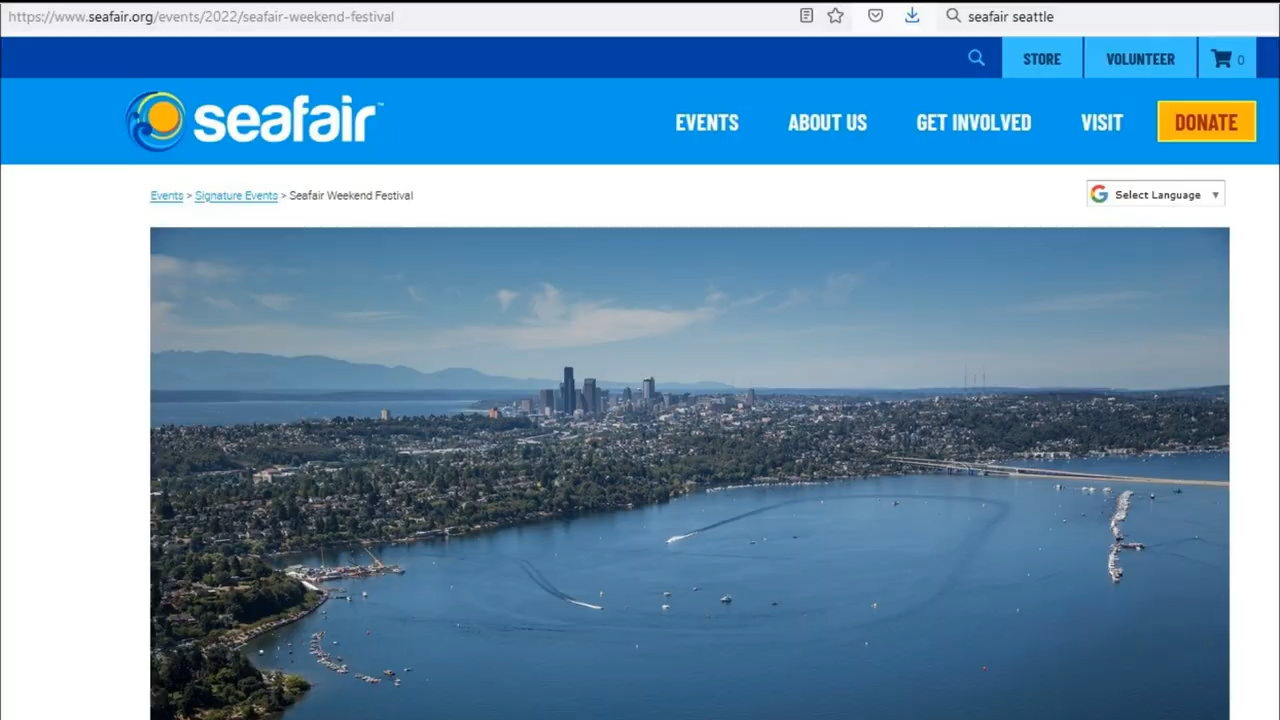 https://www.seafair.org/events/2022/seafair-weekend-festival
seafair seattle
STORE
VOLUNTEER
0
seafair™
EVENTS
ABOUT US
GET INVOLVED
VISIT
DONATE
Events > Signature Events > Seafair Weekend Festival
Select Language ▼